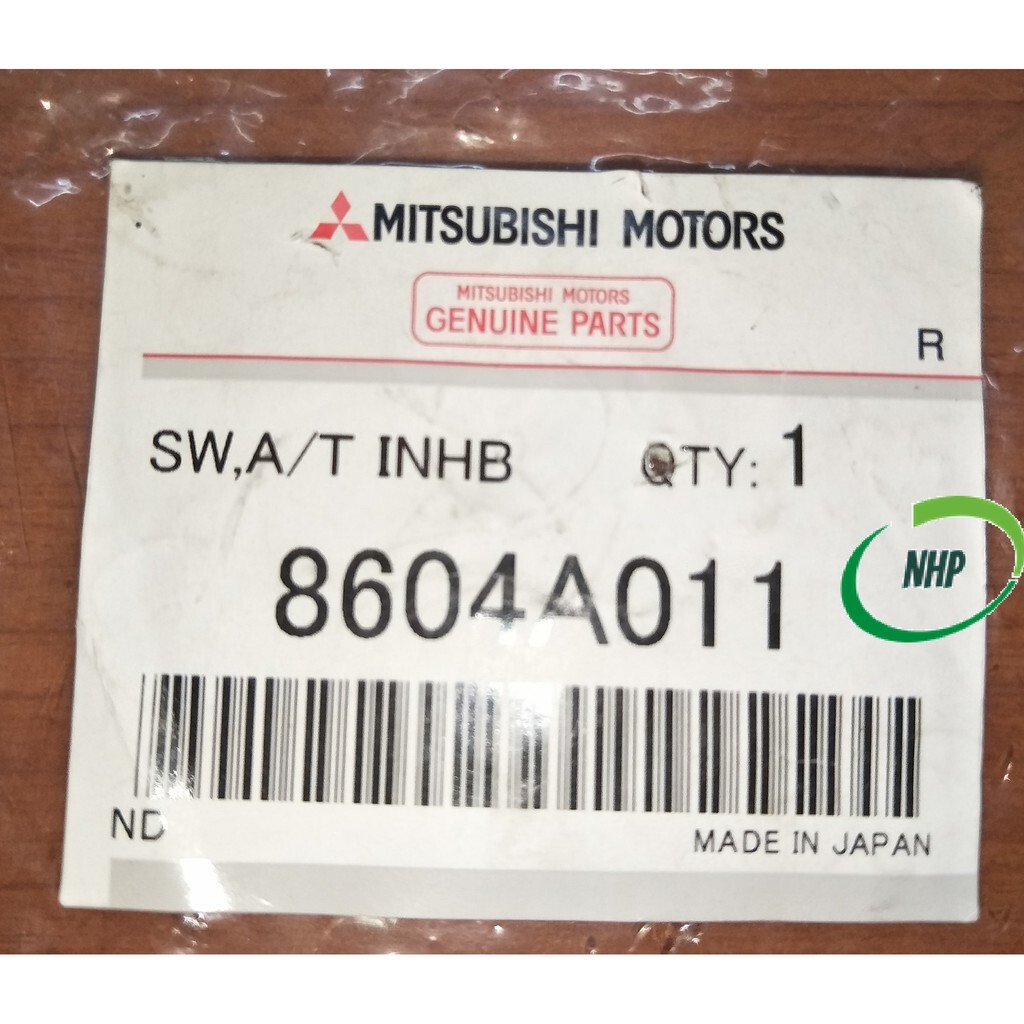 MITSUBISHI MOTORS
MITSUBISHI MOTORS
GENUINE PARTS
R
SW,A/T INHB QTY: 1
8604A011
NHP
ND
MADE IN JAPAN